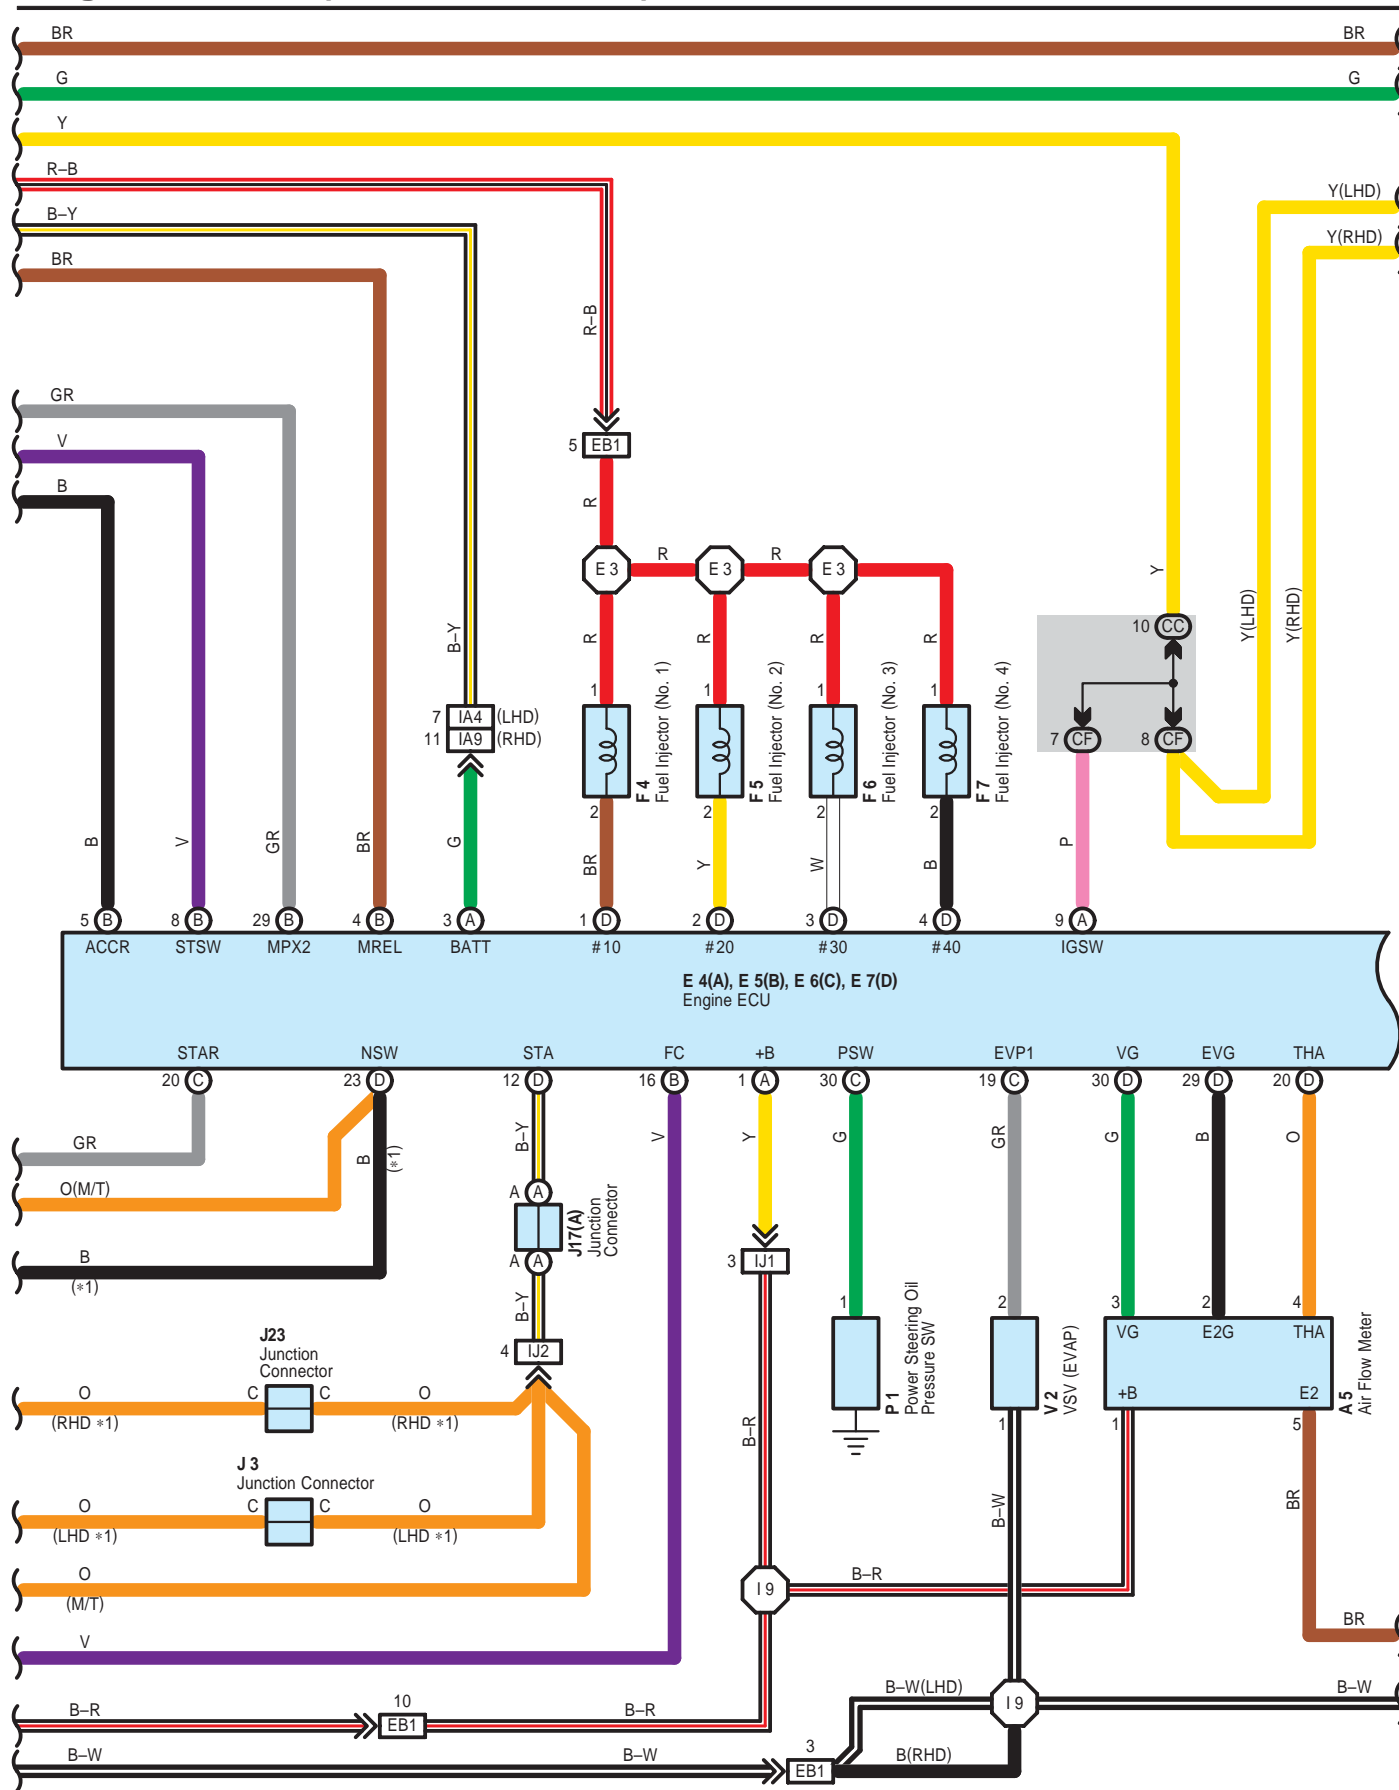 BR BR
G G
Y
R–B
Y(LHD)
B–Y
Y(RHD)
BR
R–B
GR
V
5 EB1
B
R
E 3 R E 3 R E 3
Y
Y(LHD)
Y(RHD)
B–Y
R R R R
10 CC
1 1 1 1
7 IA4 (LHD)
11 IA9 (RHD)
7 CF 8 CF
F 4
Fuel Injector (No. 1)
F 5
Fuel Injector (No. 2)
F 6
Fuel Injector (No. 3)
F 7
Fuel Injector (No. 4)
2 2 2 2
B V GR BR G BR Y W B P
5 B 8 B 29 B 4 B 3 A 1 D 2 D 3 D 4 D 9 A
ACCR STSW MPX2 MREL BATT #10 #20 #30 #40 IGSW
E 4(A), E 5(B), E 6(C), E 7(D)
Engine ECU
STAR NSW STA FC +B PSW EVP1 VG EVG THA
20 C 23 D 12 D 16 B 1 A 30 C 19 C 30 D 29 D 20 D
GR
B
(*1)
B–Y V Y G GR G B O
O(M/T)
A A
J17(A)
Junction
Connector
B
(*1)
A A
3 IJ1
B–Y
1 2 3 2 4
VG E2G THA
J23
Junction
Connector
4 IJ2
P 1
Power Steering Oil
Pressure SW
V 2
VSV (EVAP)
+B E2
A 5
Air Flow Meter
O C C O
(RHD *1) (RHD *1)
1 1 5
B–R
J 3
Junction Connector
B–W
BR
O C C O
(LHD *1) (LHD *1)
O
(M/T)
I 9 B–R
BR
V
B–W(LHD) I 9 B–W
B–R 10 EB1 B–R
B–W B–W 3 EB1 B(RHD)